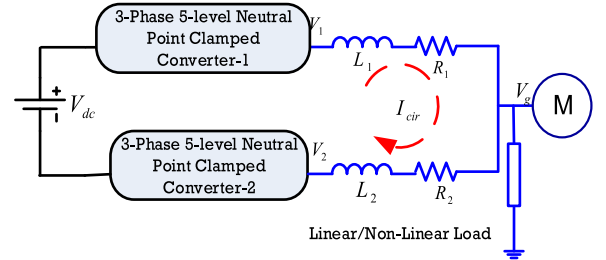 3-Phase 5-level Neutral
Point Clamped
Converter-1
V1
L1
R1
Vdc
Icir
Vg
M
3-Phase 5-level Neutral
Point Clamped
Converter-2
V2
L2
R2
Linear/Non-Linear Load